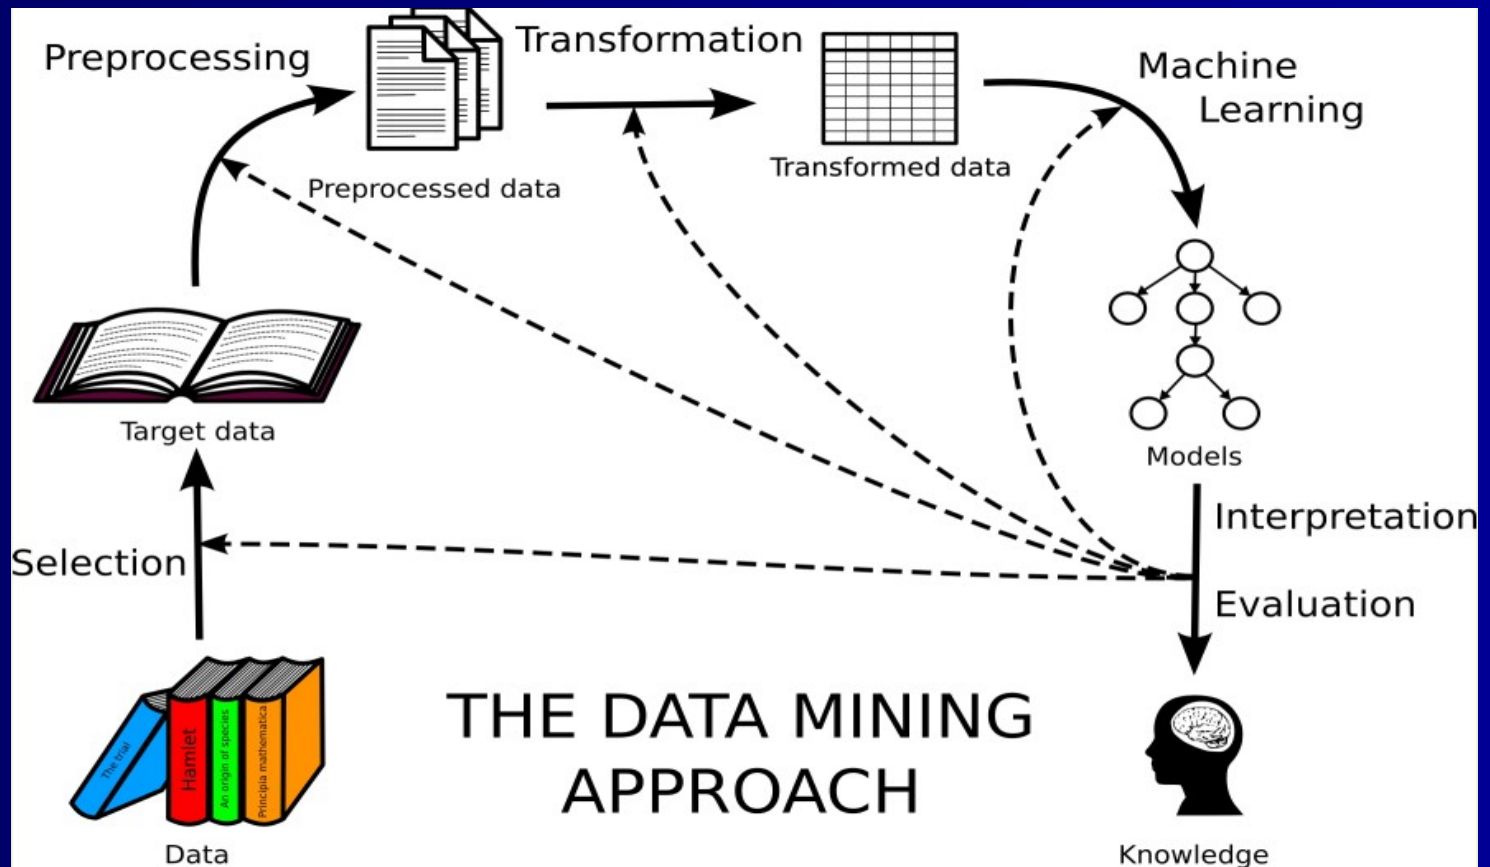 Preprocessing
Transformation
Machine
Learning
Preprocessed data
Transformed data
Target data
Models
Selection
Interpretation
Evaluation
The trial
Hamlet
An origin of species
Principia mathematica
THE DATA MINING
APPROACH
Data
Knowledge